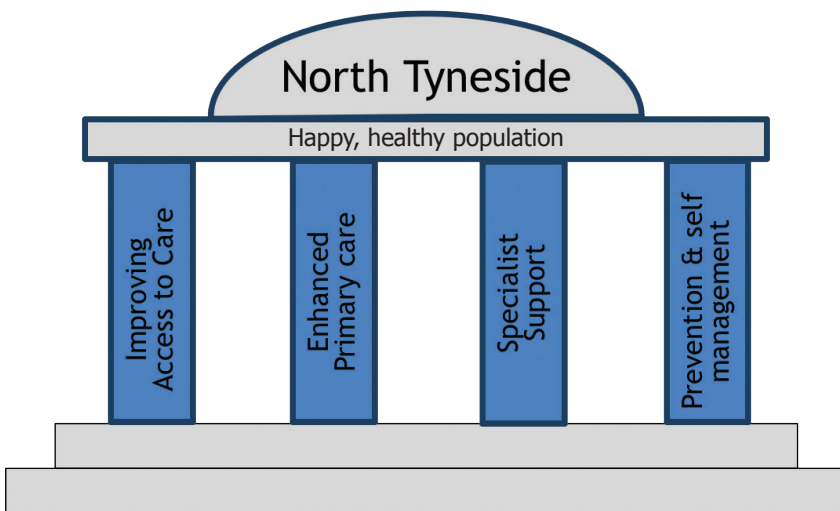 North Tyneside
Happy, healthy population
Improving
Access to Care
Enhanced
Primary care
Specialist
Support
Prevention & self
management